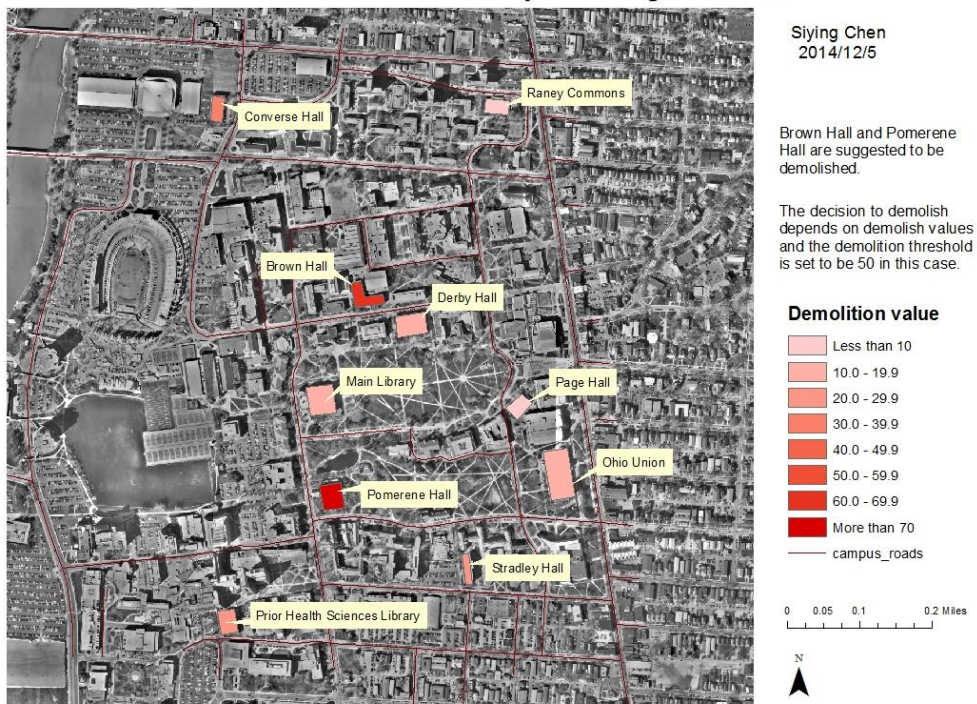 Siying Chen
2014/12/5
Raney Commons
Converse Hall
Brown Hall and Pomerene
Hall are suggested to be
demolished.
The decision to demolish
depends on demolish values
and the demolition threshold
is set to be 50 in this case.
Brown Hall
Derby Hall
Main Library
Page Hall
Ohio Union
Pomerene Hall
Stradley Hall
Prior Health Sciences Library
Demolition value
Less than 10
10.0 - 19.9
20.0 - 29.9
30.0 - 39.9
40.0 - 49.9
50.0 - 59.9
60.0 - 69.9
More than 70
campus_roads
0 0.05 0.1 0.2 Miles
N